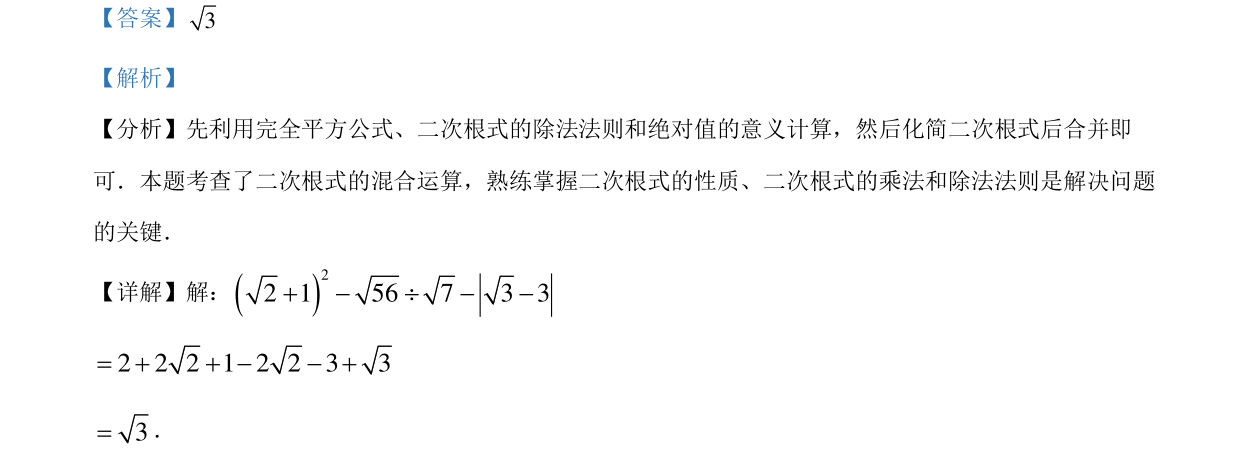 【答案】√3
【解析】
【分析】先利用完全平方公式、二次根式的除法法则和绝对值的意义计算，然后化简二次根式后合并即
可．本题考查了二次根式的混合运算，熟练掌握二次根式的性质、二次根式的乘法和除法法则是解决问题
的关键．
【详解】解：(√2+1)²−√56÷√7−|√3−3|
=2+2√2+1−2√2−3+√3
=√3．